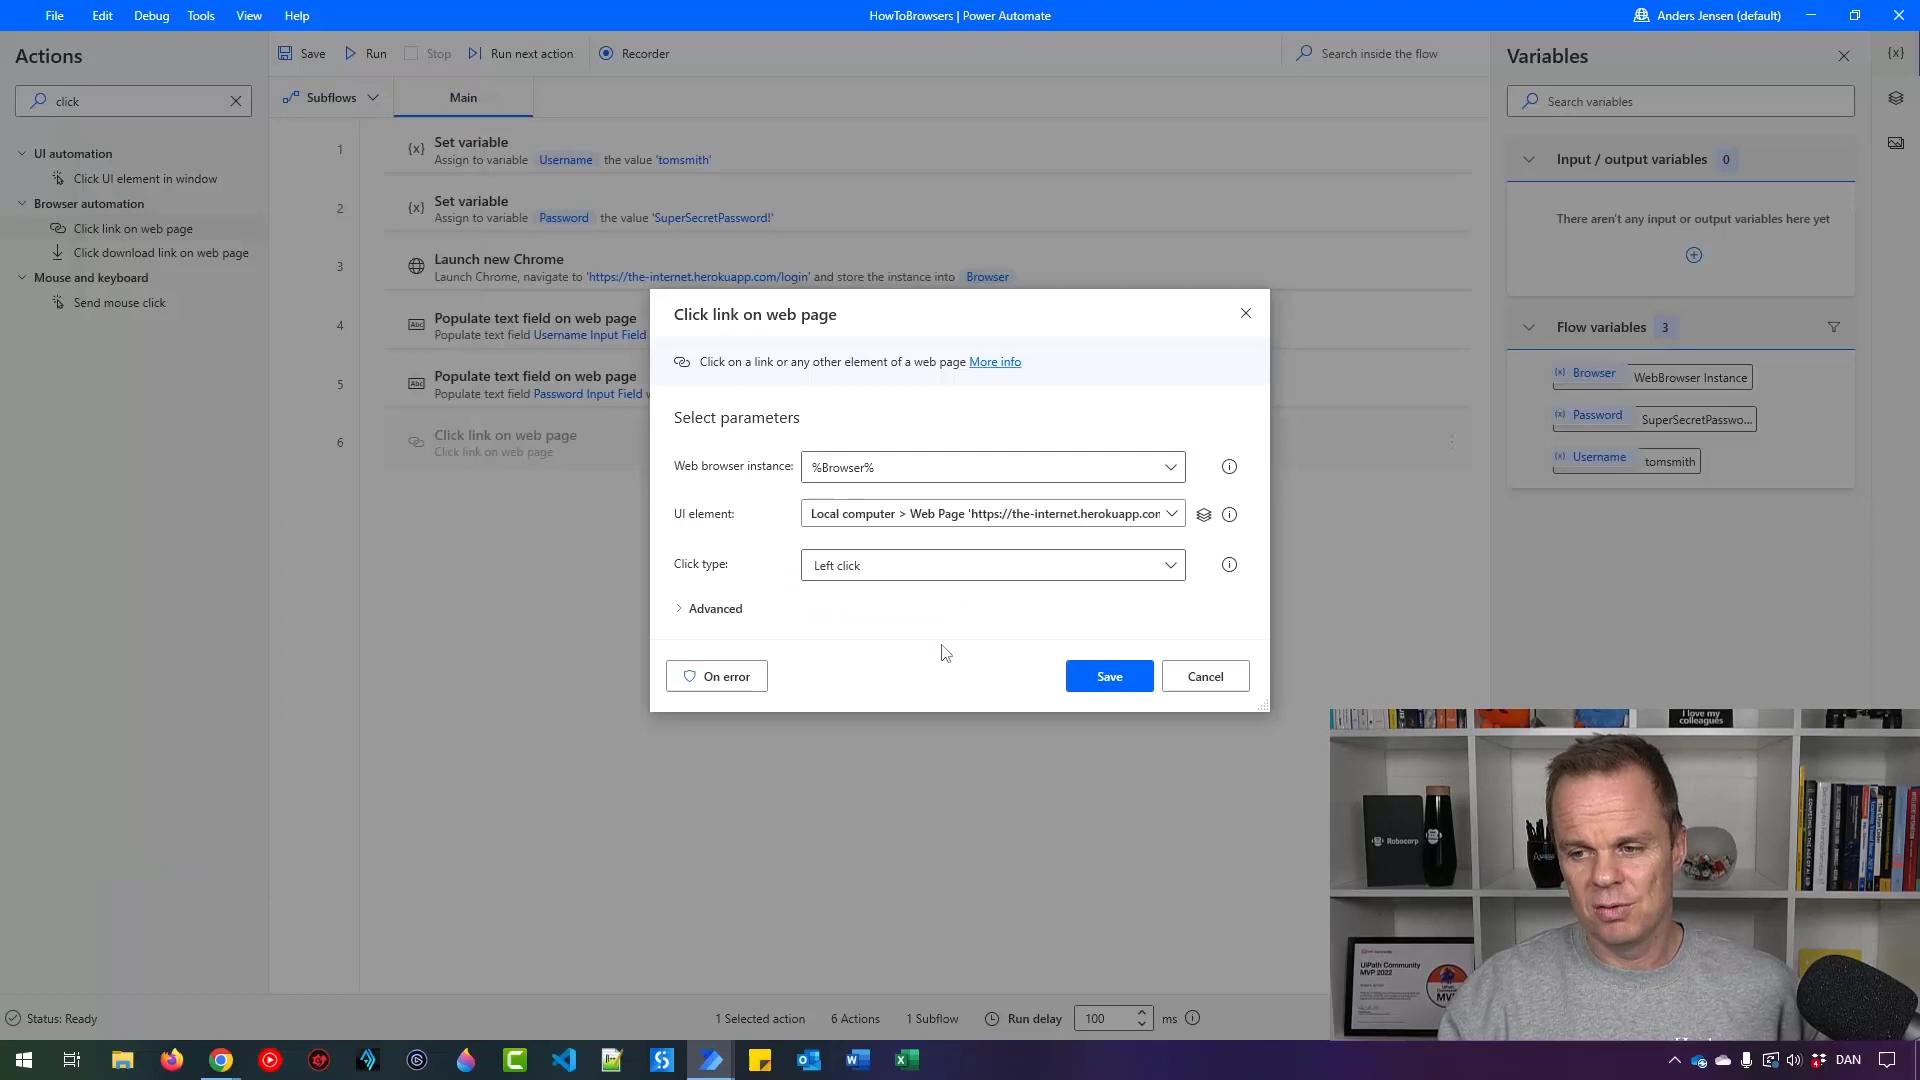 File Edit Debug Tools View Help
HowToBrowsers | Power Automate
Anders Jensen (default)
Actions
click
UI automation
Click UI element in window
Browser automation
Click link on web page
Click download link on web page
Mouse and keyboard
Send mouse click
Save Run Stop Run next action Recorder
Search inside the flow
Subflows Main
1 Set variable
Assign to variable Username the value 'tomsmith'
2 Set variable
Assign to variable Password the value 'SuperSecretPassword!'
3 Launch new Chrome
Launch Chrome, navigate to 'https://the-internet.herokuapp.com/login' and store the instance into Browser
4 Populate text field on web page
Populate text field Username Input Field
5 Populate text field on web page
Populate text field Password Input Field
6 Click link on web page
Click link on web page
Click link on web page
Click on a link or any other element of a web page More info
Select parameters
Web browser instance: %Browser%
UI element: Local computer > Web Page 'https://the-internet.herokuapp.com
Click type: Left click
Advanced
On error Save Cancel
Variables
{x}
Search variables
Input / output variables 0
There aren't any input or output variables here yet
Flow variables 3
Browser WebBrowser Instance
Password SuperSecretPasswo...
Username tomsmith
I love my
colleagues
Robocorp
UiPath Community
MVP 2022
Status: Ready
1 Selected action 6 Actions 1 Subflow Run delay 100 ms
DAN